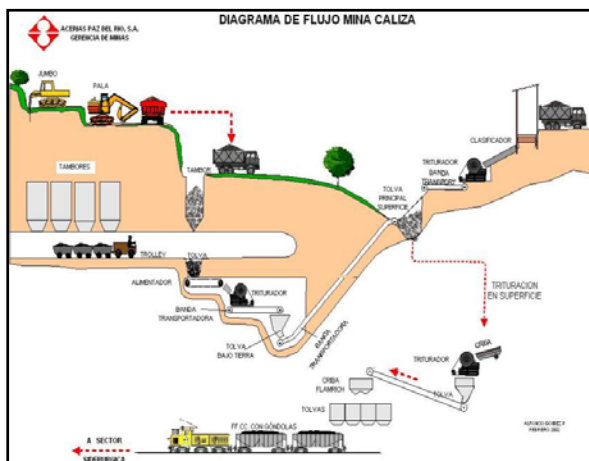 DIAGRAMA DE FLUJO MINA CALIZA
ACERIAS PAZ DEL RIO, S.A.
GERENCIA DE MINAS
JUMBO
PALA
CLASIFICADOR
TAMBORES
TAMBOR
TRITURADOR
BANDA
TRANSPORT.
TOLVA
PRINCIPAL
SUPERFICIE
TROLLEY
TOLVA
ALIMENTADOR
TRITURADOR
BANDA
TRANSPORTADORA
TOLVA
BAJO TIERRA
BANDA
TRANSPORTADORA
TRITURACION
EN SUPERFICIE
CRIBA
TRITURADOR
CRIBA
FLAMRICH
TOLVA
TOLVAS
FF.CC. CON GÓNDOLAS
A SECTOR
SIDERURGICA